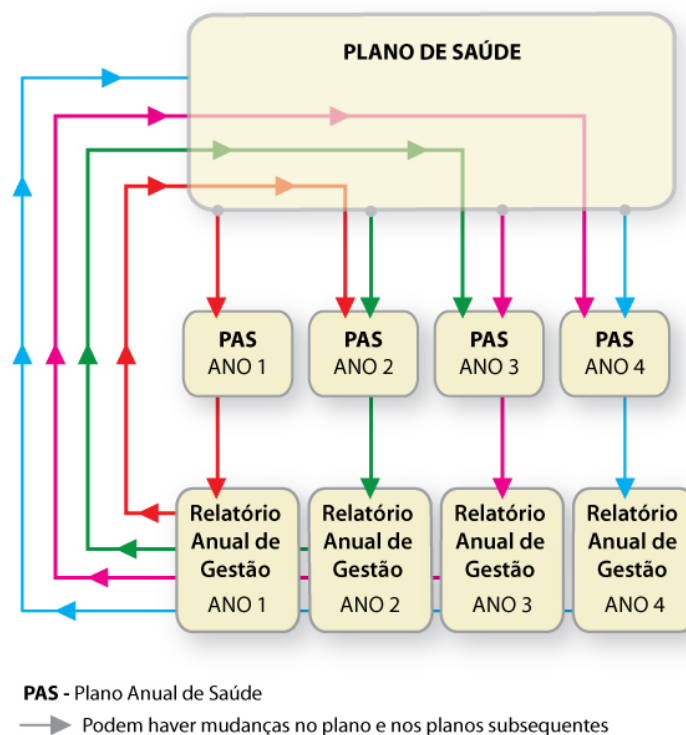 PLANO DE SAÚDE
PAS
ANO 1
PAS
ANO 2
PAS
ANO 3
PAS
ANO 4
Relatório
Anual de
Gestão
ANO 1
Relatório
Anual de
Gestão
ANO 2
Relatório
Anual de
Gestão
ANO 3
Relatório
Anual de
Gestão
ANO 4
PAS - Plano Anual de Saúde
Podem haver mudanças no plano e nos planos subsequentes